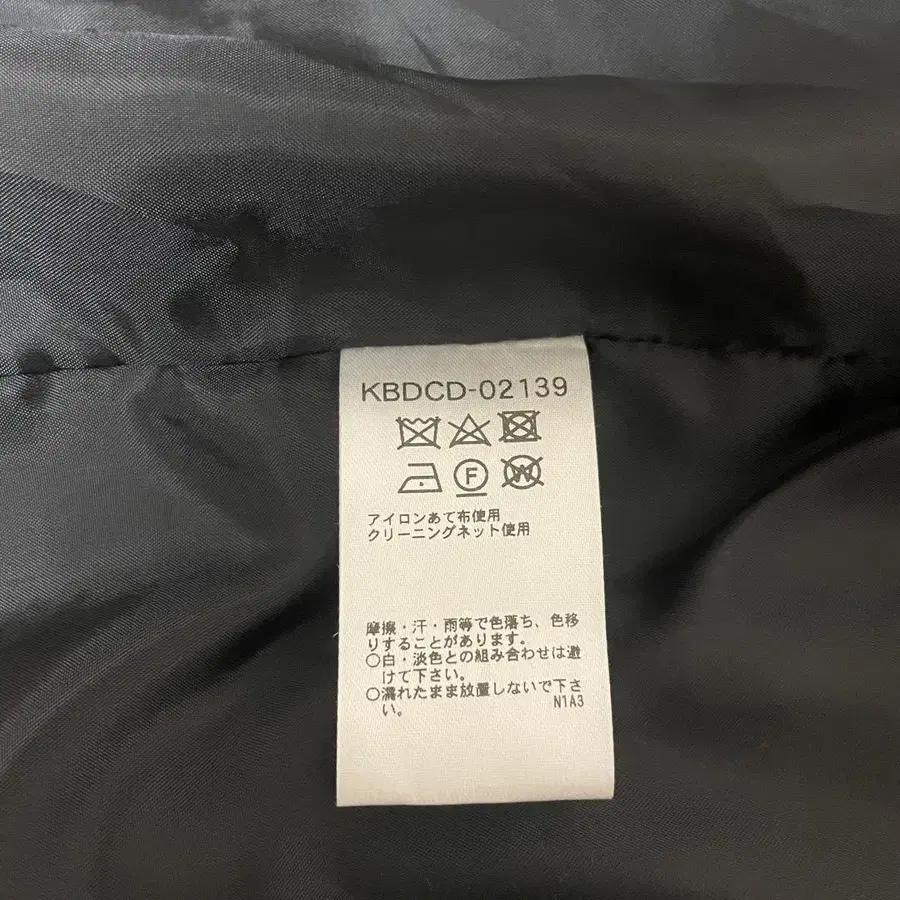 KBDCD-02139
F
W
アイロンあて布使用
クリーニングネット使用
摩擦・汗・雨等で色落ち、色移
りすることがあります。
○白・淡色との組み合わせは避
けて下さい。
○濡れたまま放置しないで下さ
い。
N1A3